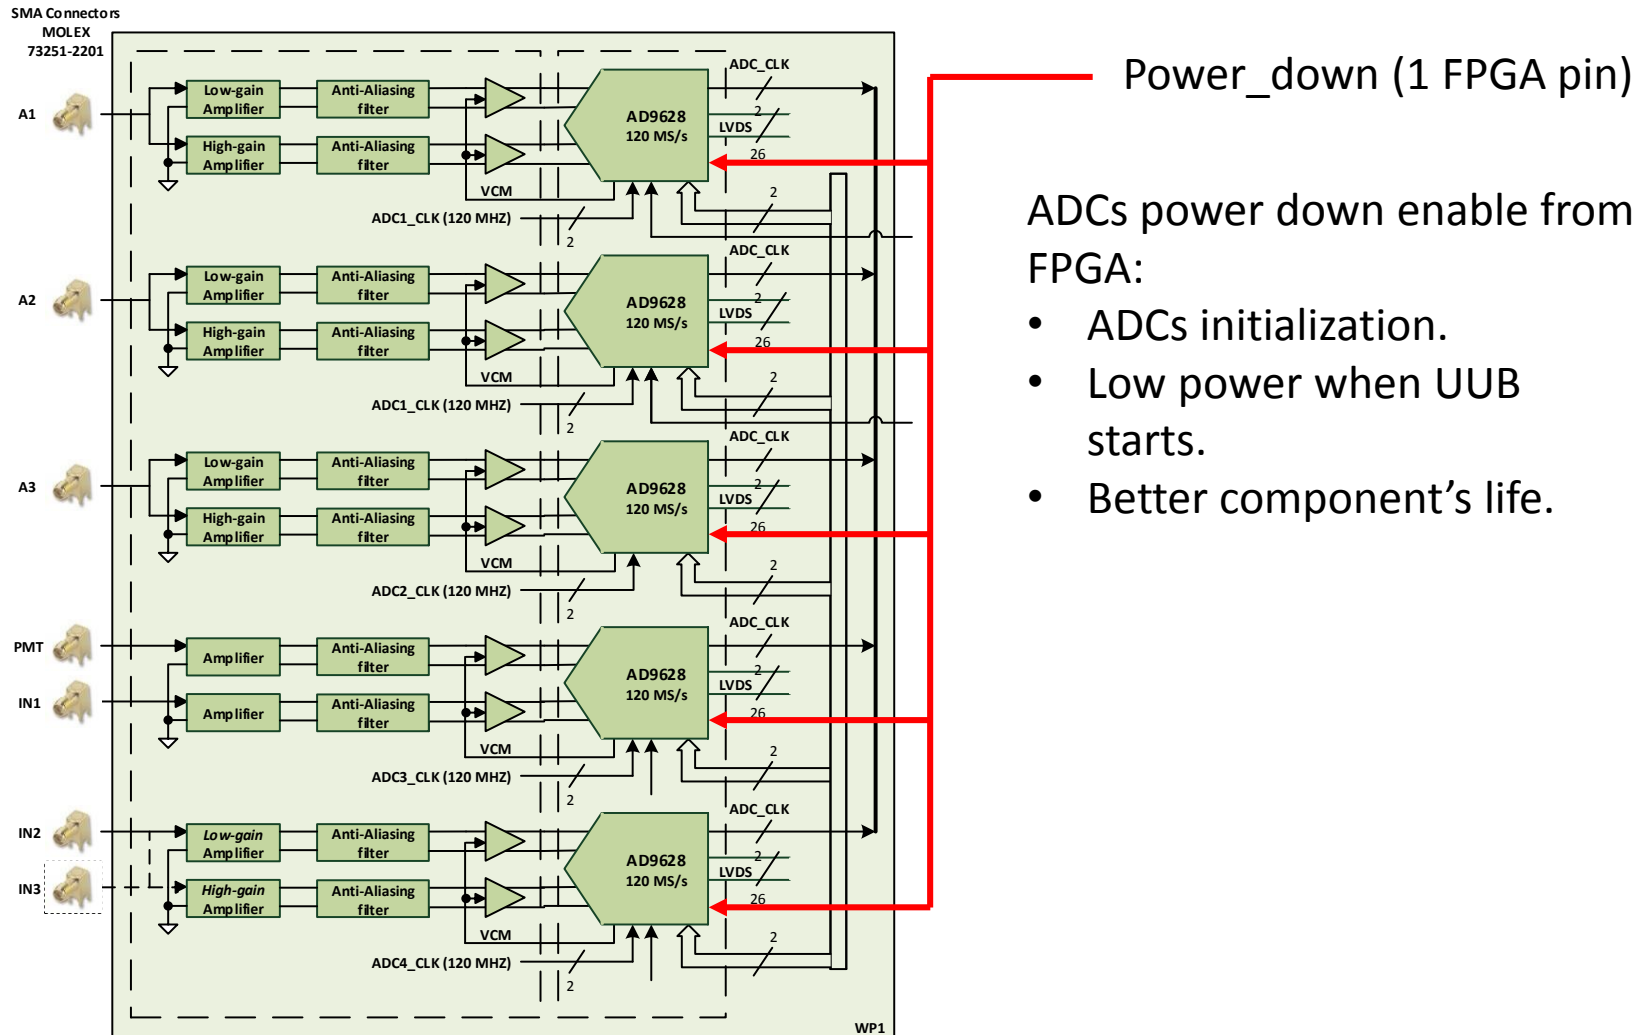 SMA Connectors
MOLEX
73251-2201
A1
Low-gain
Amplifier
Anti-Aliasing
filter
High-gain
Amplifier
Anti-Aliasing
filter
VCM
AD9628
120 MS/s
ADC_CLK
2
LVDS
26
2
ADC1_CLK (120 MHZ)
2
A2
Low-gain
Amplifier
Anti-Aliasing
filter
High-gain
Amplifier
Anti-Aliasing
filter
VCM
AD9628
120 MS/s
ADC_CLK
2
LVDS
26
2
ADC1_CLK (120 MHZ)
2
A3
Low-gain
Amplifier
Anti-Aliasing
filter
High-gain
Amplifier
Anti-Aliasing
filter
VCM
AD9628
120 MS/s
ADC_CLK
2
LVDS
26
2
ADC2_CLK (120 MHZ)
2
PMT
Amplifier
Anti-Aliasing
filter
IN1
Amplifier
Anti-Aliasing
filter
VCM
AD9628
120 MS/s
ADC_CLK
2
LVDS
26
2
ADC3_CLK (120 MHZ)
2
IN2
Low-gain
Amplifier
Anti-Aliasing
filter
IN3
High-gain
Amplifier
Anti-Aliasing
filter
VCM
AD9628
120 MS/s
ADC_CLK
2
LVDS
26
2
ADC4_CLK (120 MHZ)
2
WP1
Power_down (1 FPGA pin)
ADCs power down enable from
FPGA:
• ADCs initialization.
• Low power when UUB
starts.
• Better component’s life.